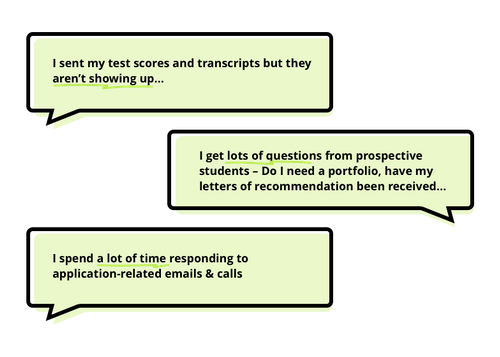 I sent my test scores and transcripts but they
aren’t showing up...
I get lots of questions from prospective
students – Do I need a portfolio, have my
letters of recommendation been received...
I spend a lot of time responding to
application-related emails & calls